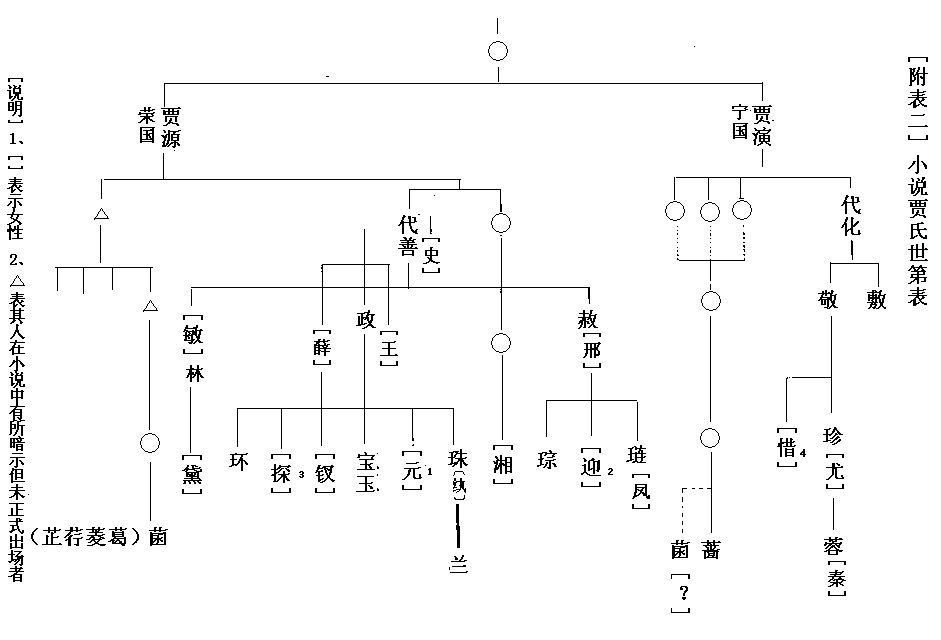 ［附表二］小说贾氏世第表
宁国
贾演
荣国
贾源
代化
代善
［史］
敬
敷
赦
［邢］
政
［王］
［薛］
［敏］
林
［惜］4
珍
［尤］
琏
［凤］
［迎］2
琮
［湘］
珠
［纨］
［元］1
宝玉
［钗］
［探］3
环
［黛］
蓉［秦］
蔷
菌
［？］
兰
（芷荇菱葛）菌
［说明］1、［］表示女性 2、△表其人在小说中有所暗示但未正式出场者